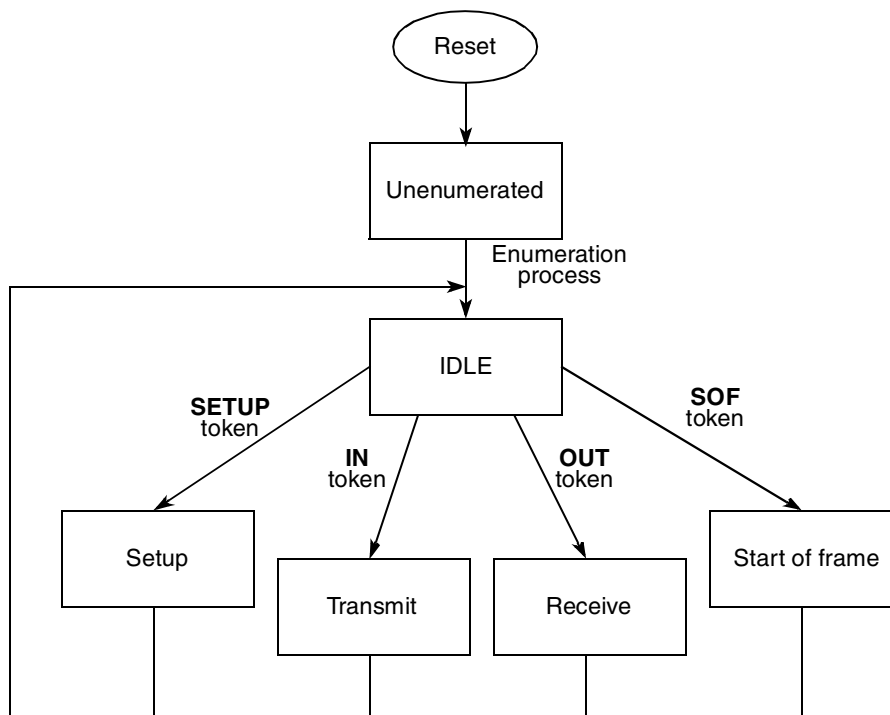 Reset
Unenumerated
Enumeration
process
IDLE
SETUP
token
IN
token
OUT
token
SOF
token
Setup
Transmit
Receive
Start of frame